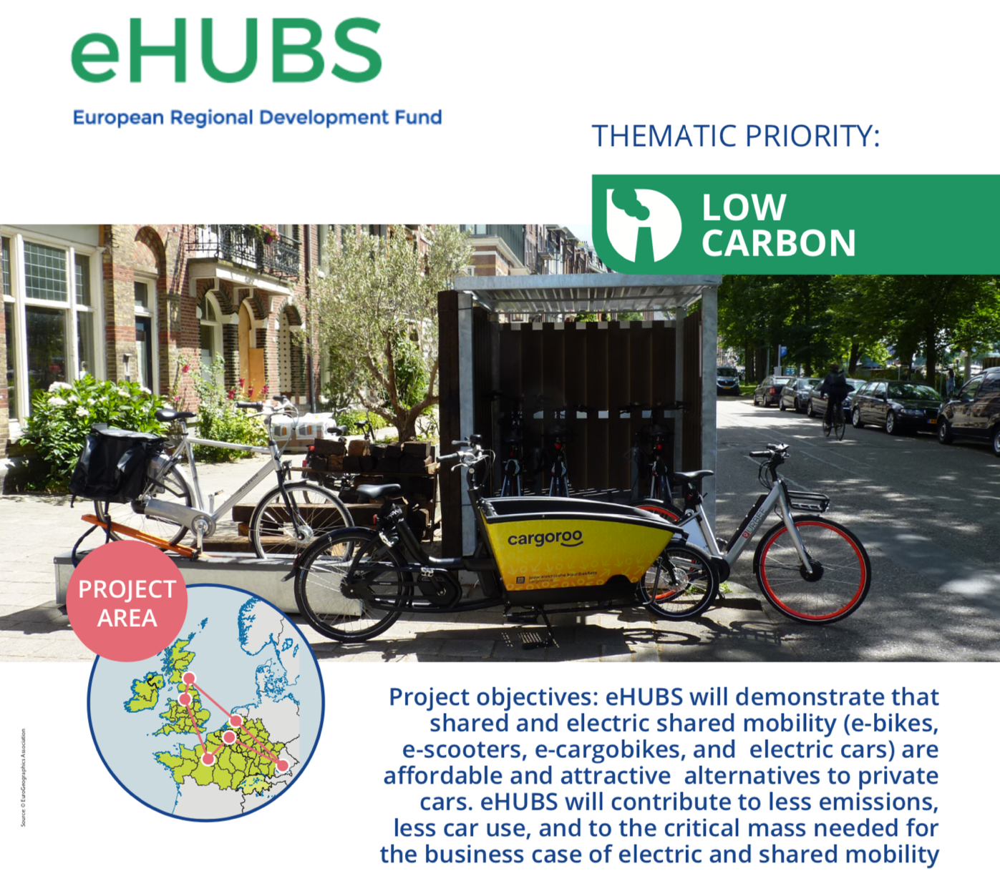 eHUBS
European Regional Development Fund
THEMATIC PRIORITY:
LOW
CARBON
cargoroo
PROJECT
AREA
Source: © EuroGeographics Association
Project objectives: eHUBS will demonstrate that
shared and electric shared mobility (e-bikes,
e-scooters, e-cargobikes, and electric cars) are
affordable and attractive alternatives to private
cars. eHUBS will contribute to less emissions,
less car use, and to the critical mass needed for
the business case of electric and shared mobility